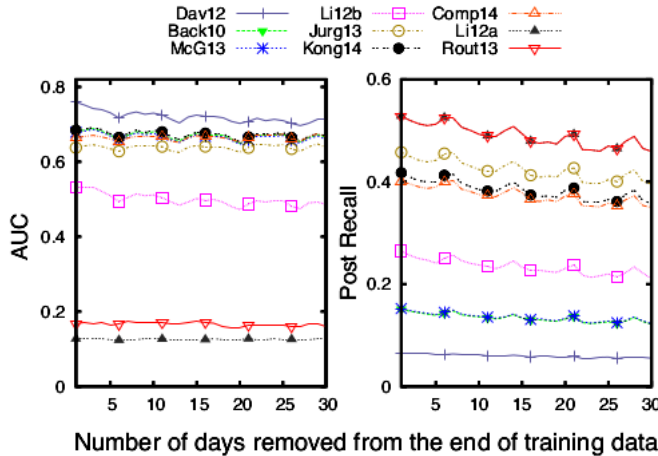 Dav12 Li12b Comp14
Back10 Jurg13 Li12a
McG13 Kong14 Rout13
0.8
0.6
0.4
0.2
0
AUC
5 10 15 20 25 30
0.6
0.4
0.2
0
Post Recall
5 10 15 20 25 30
Number of days removed from the end of training data